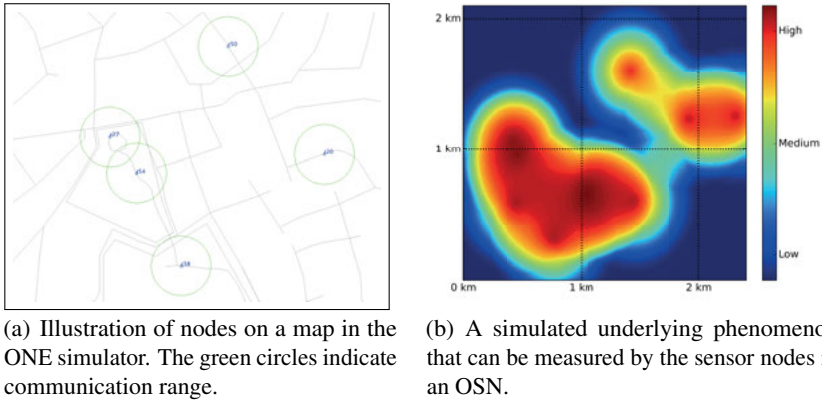 2 km
1 km
0 km
1 km
2 km
High
Medium
Low
(a) Illustration of nodes on a map in the
ONE simulator. The green circles indicate
communication range.
(b) A simulated underlying phenomeno
that can be measured by the sensor nodes
an OSN.